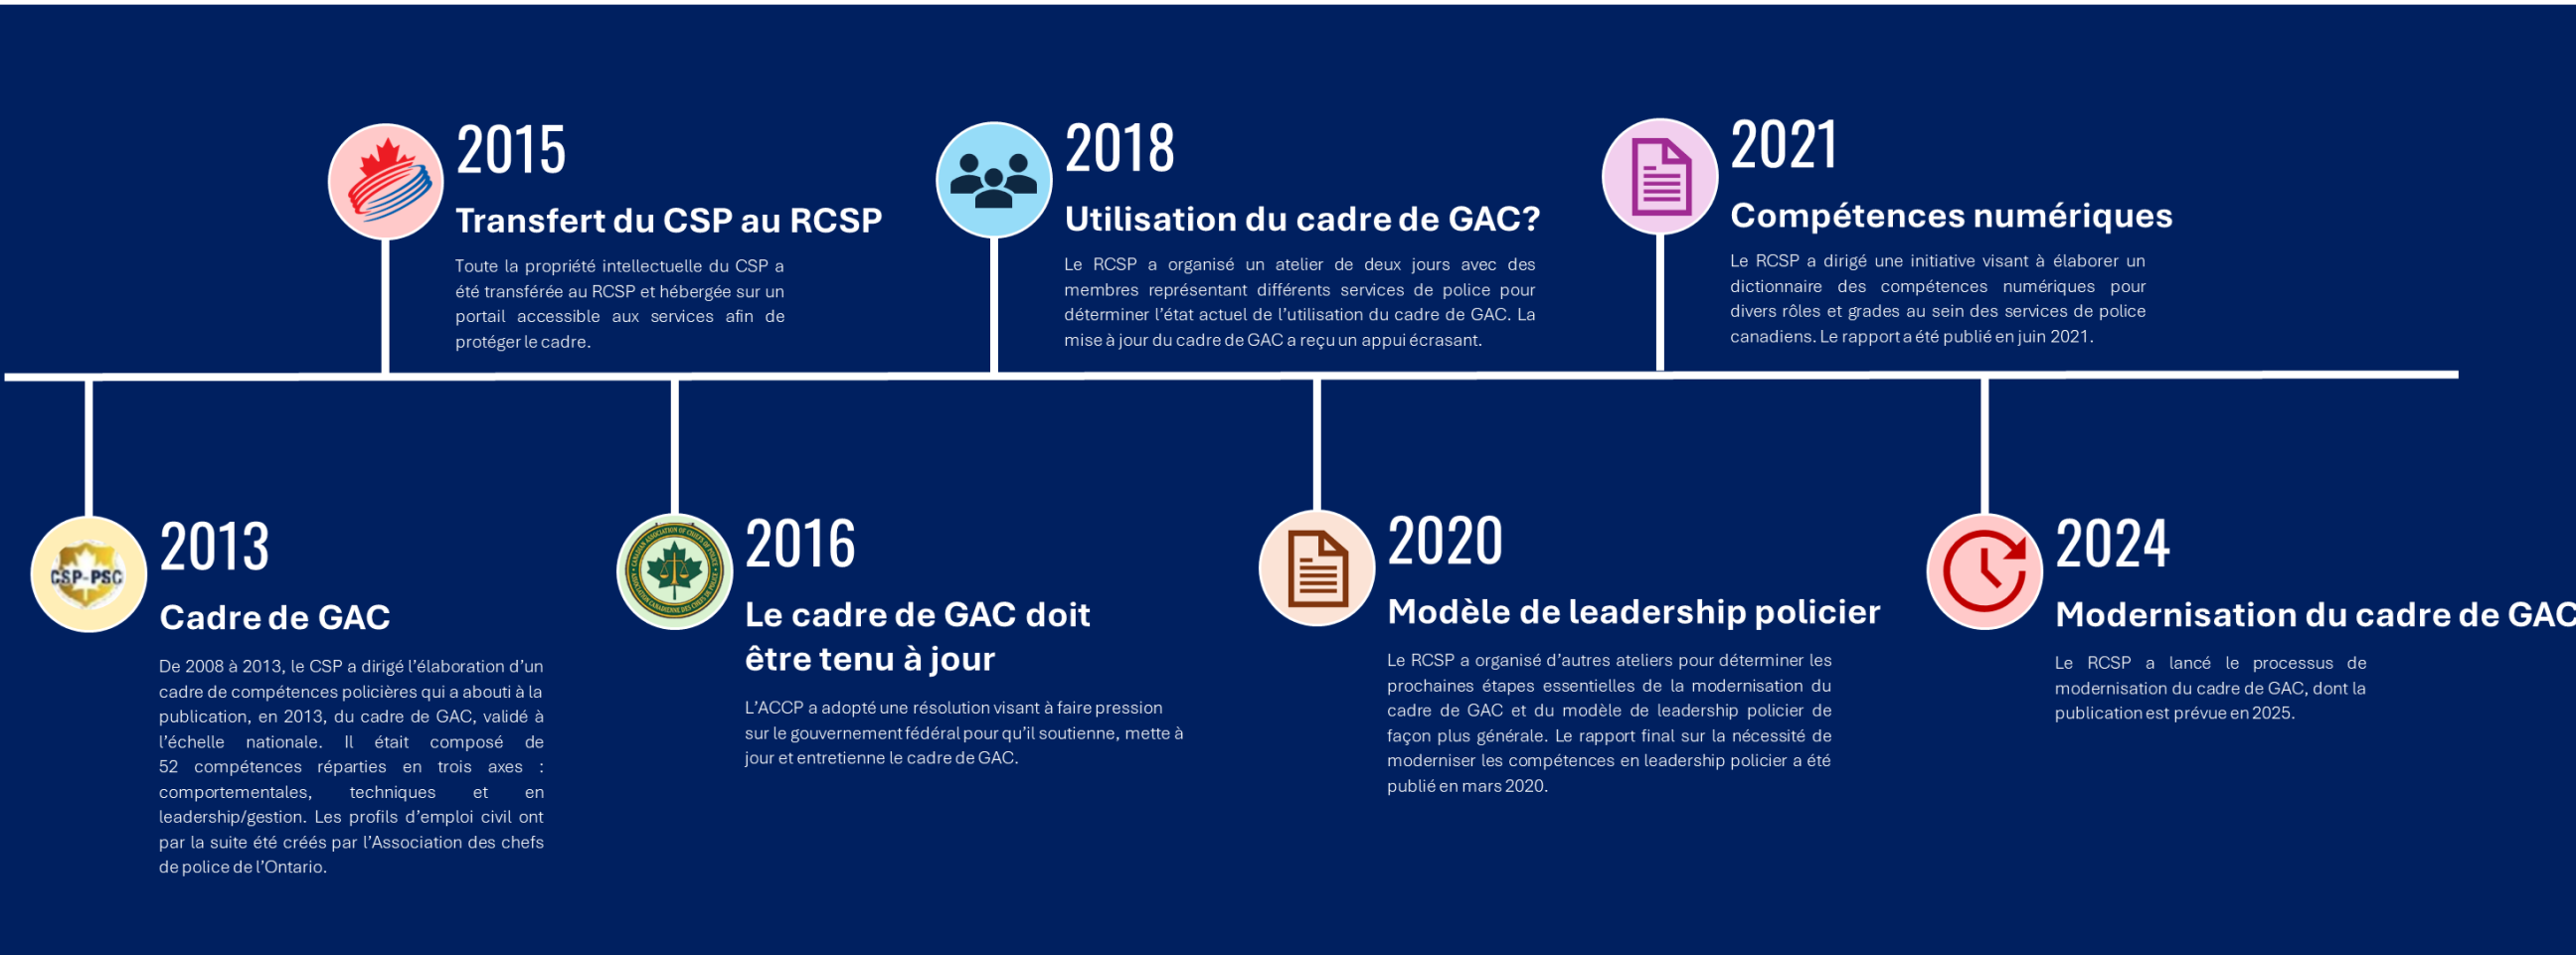 2015
Transfert du CSP au RCSP
Toute la propriété intellectuelle du CSP a
été transférée au RCSP et hébergée sur un
portail accessible aux services afin de
protéger le cadre.
2018
Utilisation du cadre de GAC?
Le RCSP a organisé un atelier de deux jours avec des
membres représentant différents services de police pour
déterminer l’état actuel de l’utilisation du cadre de GAC. La
mise à jour du cadre de GAC a reçu un appui écrasant.
2021
Compétences numériques
Le RCSP a dirigé une initiative visant à élaborer un
dictionnaire des compétences numériques pour
divers rôles et grades au sein des services de police
canadiens. Le rapport a été publié en juin 2021.
CSP-PSC
2013
Cadre de GAC
De 2008 à 2013, le CSP a dirigé l’élaboration d’un
cadre de compétences policières qui a abouti à la
publication, en 2013, du cadre de GAC, validé à
l’échelle nationale. Il était composé de
52 compétences réparties en trois axes :
comportementales, techniques et en
leadership/gestion. Les profils d’emploi civil ont
par la suite été créés par l’Association des chefs
de police de l’Ontario.
CANADIAN ASSOCIATION OF CHIEFS OF POLICE
ASSOCIATION CANADIENNE DES CHEFS DE POLICE
2016
Le cadre de GAC doit
être tenu à jour
L’ACCP a adopté une résolution visant à faire pression
sur le gouvernement fédéral pour qu’il soutienne, mette à
jour et entretienne le cadre de GAC.
2020
Modèle de leadership policier
Le RCSP a organisé d’autres ateliers pour déterminer les
prochaines étapes essentielles de la modernisation du
cadre de GAC et du modèle de leadership policier de
façon plus générale. Le rapport final sur la nécessité de
moderniser les compétences en leadership policier a été
publié en mars 2020.
2024
Modernisation du cadre de GAC
Le RCSP a lancé le processus de
modernisation du cadre de GAC, dont la
publication est prévue en 2025.